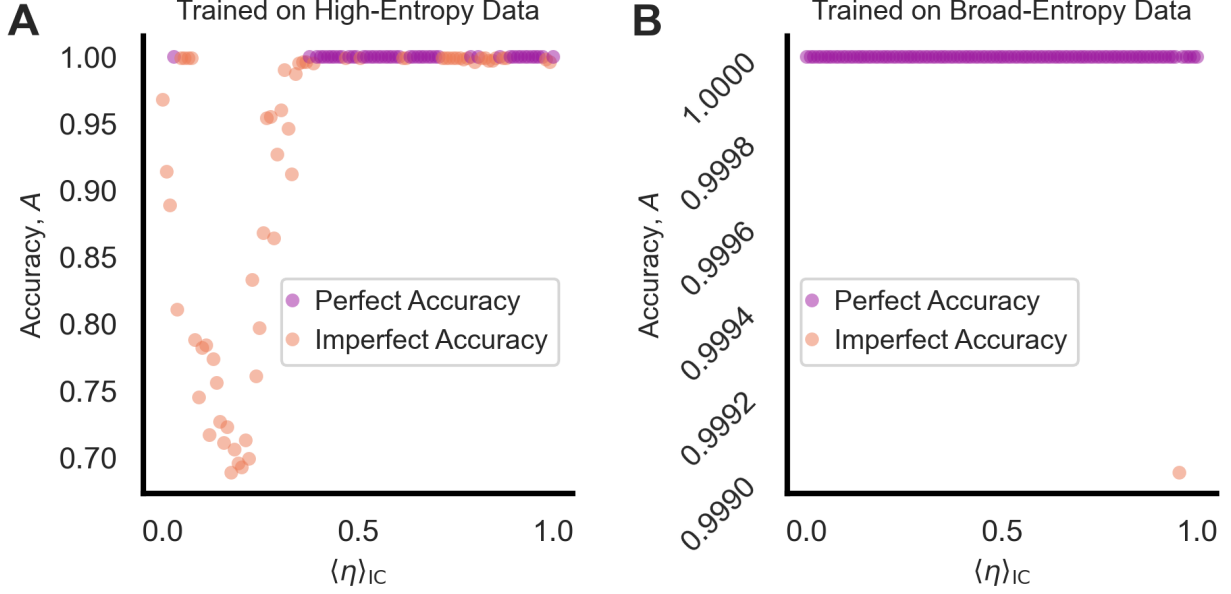 A
Trained on High-Entropy Data
1.00
0.95
0.90
0.85
0.80
0.75
0.70
Accuracy, A
Perfect Accuracy
Imperfect Accuracy
0.0
0.5
1.0
⟨η⟩IC
B
Trained on Broad-Entropy Data
1.0000
0.9998
0.9996
0.9994
0.9992
0.9990
Accuracy, A
Perfect Accuracy
Imperfect Accuracy
0.0
0.5
1.0
⟨η⟩IC